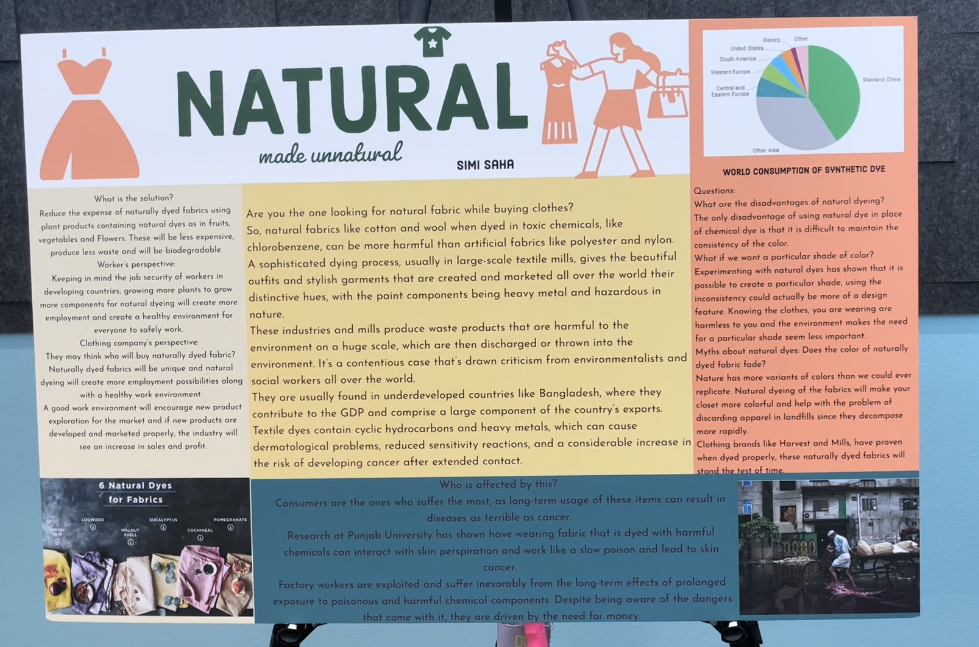 NATURAL
made unnatural
SIMI SAHA
Mexico
Other
United States
South America
Western Europe
Central and
Eastern Europe
Mainland China
Other Asia
WORLD CONSUMPTION OF SYNTHETIC DYE
What is the solution?
Reduce the expense of naturally dyed fabrics using
plant products containing natural dyes as in fruits,
vegetables and Flowers. These will be less expensive,
produce less waste and will be biodegradable.
Worker's perspective:
Keeping in mind the job security of workers in
developing countries, growing more plants to grow
more components for natural dyeing will create more
employment and create a healthy environment for
everyone to safely work.
Clothing company's perspective:
They may think who will buy naturally dyed fabric?
Naturally dyed fabrics will be unique and natural
dyeing will create more employment possibilities along
with a healthy work environment.
A good work environment will encourage new product
exploration for the market and if new products are
developed and marketed properly, the industry will
see an increase in sales and profit.
Are you the one looking for natural fabric while buying clothes?
So, natural fabrics like cotton and wool when dyed in toxic chemicals, like
chlorobenzene, can be more harmful than artificial fabrics like polyester and nylon.
A sophisticated dying process, usually in large-scale textile mills, gives the beautiful
outfits and stylish garments that are created and marketed all over the world their
distinctive hues, with the paint components being heavy metal and hazardous in
nature.
These industries and mills produce waste products that are harmful to the
environment on a huge scale, which are then discharged or thrown into the
environment. It's a contentious case that's drawn criticism from environmentalists and
social workers all over the world.
They are usually found in underdeveloped countries like Bangladesh, where they
contribute to the GDP and comprise a large component of the country's exports.
Textile dyes contain cyclic hydrocarbons and heavy metals, which can cause
dermatological problems, reduced sensitivity reactions, and a considerable increase in
the risk of developing cancer after extended contact.
Questions:
What are the disadvantages of natural dyeing?
The only disadvantage of using natural dye in place
of chemical dye is that it is difficult to maintain the
consistency of the color.
What if we want a particular shade of color?
Experimenting with natural dyes has shown that it is
possible to create a particular shade, using the
inconsistency could actually be more of a design
feature. Knowing the clothes, you are wearing are
harmless to you and the environment makes the need
for a particular shade seem less important.
Myths about natural dyes: Does the color of naturally
dyed fabric fade?
Nature has more variants of colors than we could ever
replicate. Natural dyeing of the fabrics will make your
closet more colorful and help with the problem of
discarding apparel in landfills since they decompose
more rapidly.
Clothing brands like Harvest and Mills, have proven
when dyed properly, these naturally dyed fabrics will
stand the test of time.
6 Natural Dyes
for Fabrics
LOGWOOD
WALNUT
SHELL
EUCALYPTUS
COCHINEAL
POMEGRANATE
Who is affected by this?
Consumers are the ones who suffer the most, as long-term usage of these items can result in
diseases as terrible as cancer.
Research at Punjab University has shown have wearing fabric that is dyed with harmful
chemicals can interact with skin perspiration and work like a slow poison and lead to skin
cancer.
Factory workers are exploited and suffer inexorably from the long-term effects of prolonged
exposure to poisonous and harmful chemical components. Despite being aware of the dangers
that come with it, they are driven by the need for money.